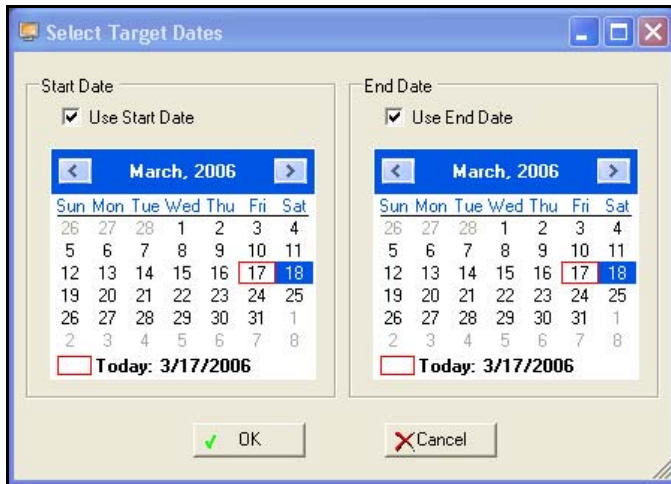 Select Target Dates
Start Date
Use Start Date
March, 2006
Sun Mon Tue Wed Thu Fri Sat
26 27 28 1 2 3 4
5 6 7 8 9 10 11
12 13 14 15 16 17 18
19 20 21 22 23 24 25
26 27 28 29 30 31 1
2 3 4 5 6 7 8
Today: 3/17/2006
End Date
Use End Date
March, 2006
Sun Mon Tue Wed Thu Fri Sat
26 27 28 1 2 3 4
5 6 7 8 9 10 11
12 13 14 15 16 17 18
19 20 21 22 23 24 25
26 27 28 29 30 31 1
2 3 4 5 6 7 8
Today: 3/17/2006
OK
Cancel